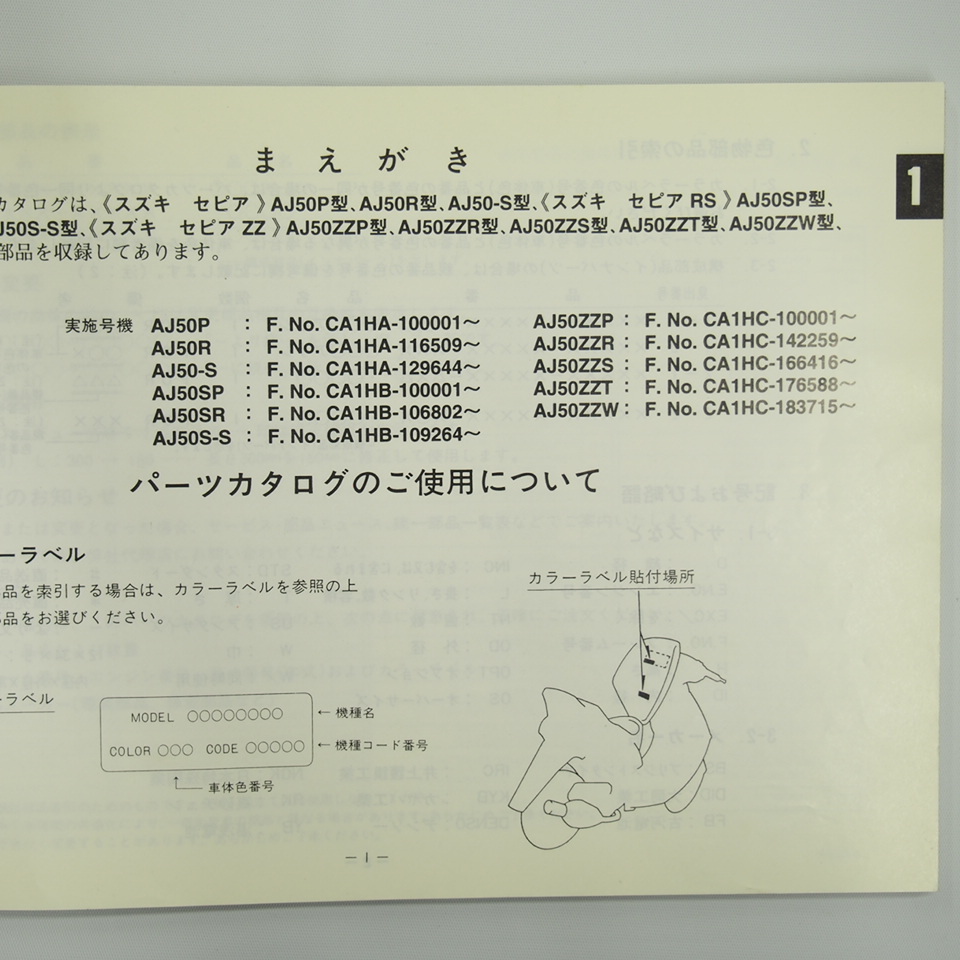 1
まえがき
カタログは、《スズキ セピア》AJ50P型、AJ50R型、AJ50-S型、《スズキ セピア RS》AJ50SP型、
J50S-S型、《スズキ セピア ZZ》AJ50ZZP型、AJ50ZZR型、AJ50ZZS型、AJ50ZZT型、AJ50ZZW型、
部品を収録してあります。
実施号機 AJ50P : F. No. CA1HA-100001〜
AJ50R : F. No. CA1HA-116509〜
AJ50-S : F. No. CA1HA-129644〜
AJ50SP : F. No. CA1HB-100001〜
AJ50SR : F. No. CA1HB-106802〜
AJ50S-S : F. No. CA1HB-109264〜
AJ50ZZP : F. No. CA1HC-100001〜
AJ50ZZR : F. No. CA1HC-142259〜
AJ50ZZS : F. No. CA1HC-166416〜
AJ50ZZT : F. No. CA1HC-176588〜
AJ50ZZW : F. No. CA1HC-183715〜
パーツカタログのご使用について
ーラベル
品を索引する場合は、カラーラベルを参照の上
部品をお選びください。
ーラベル
MODEL ○○○○○○○○ ←機種名
COLOR ○○○ CODE ○○○○○ ←機種コード番号
車体色番号
カラーラベル貼付場所
－1－